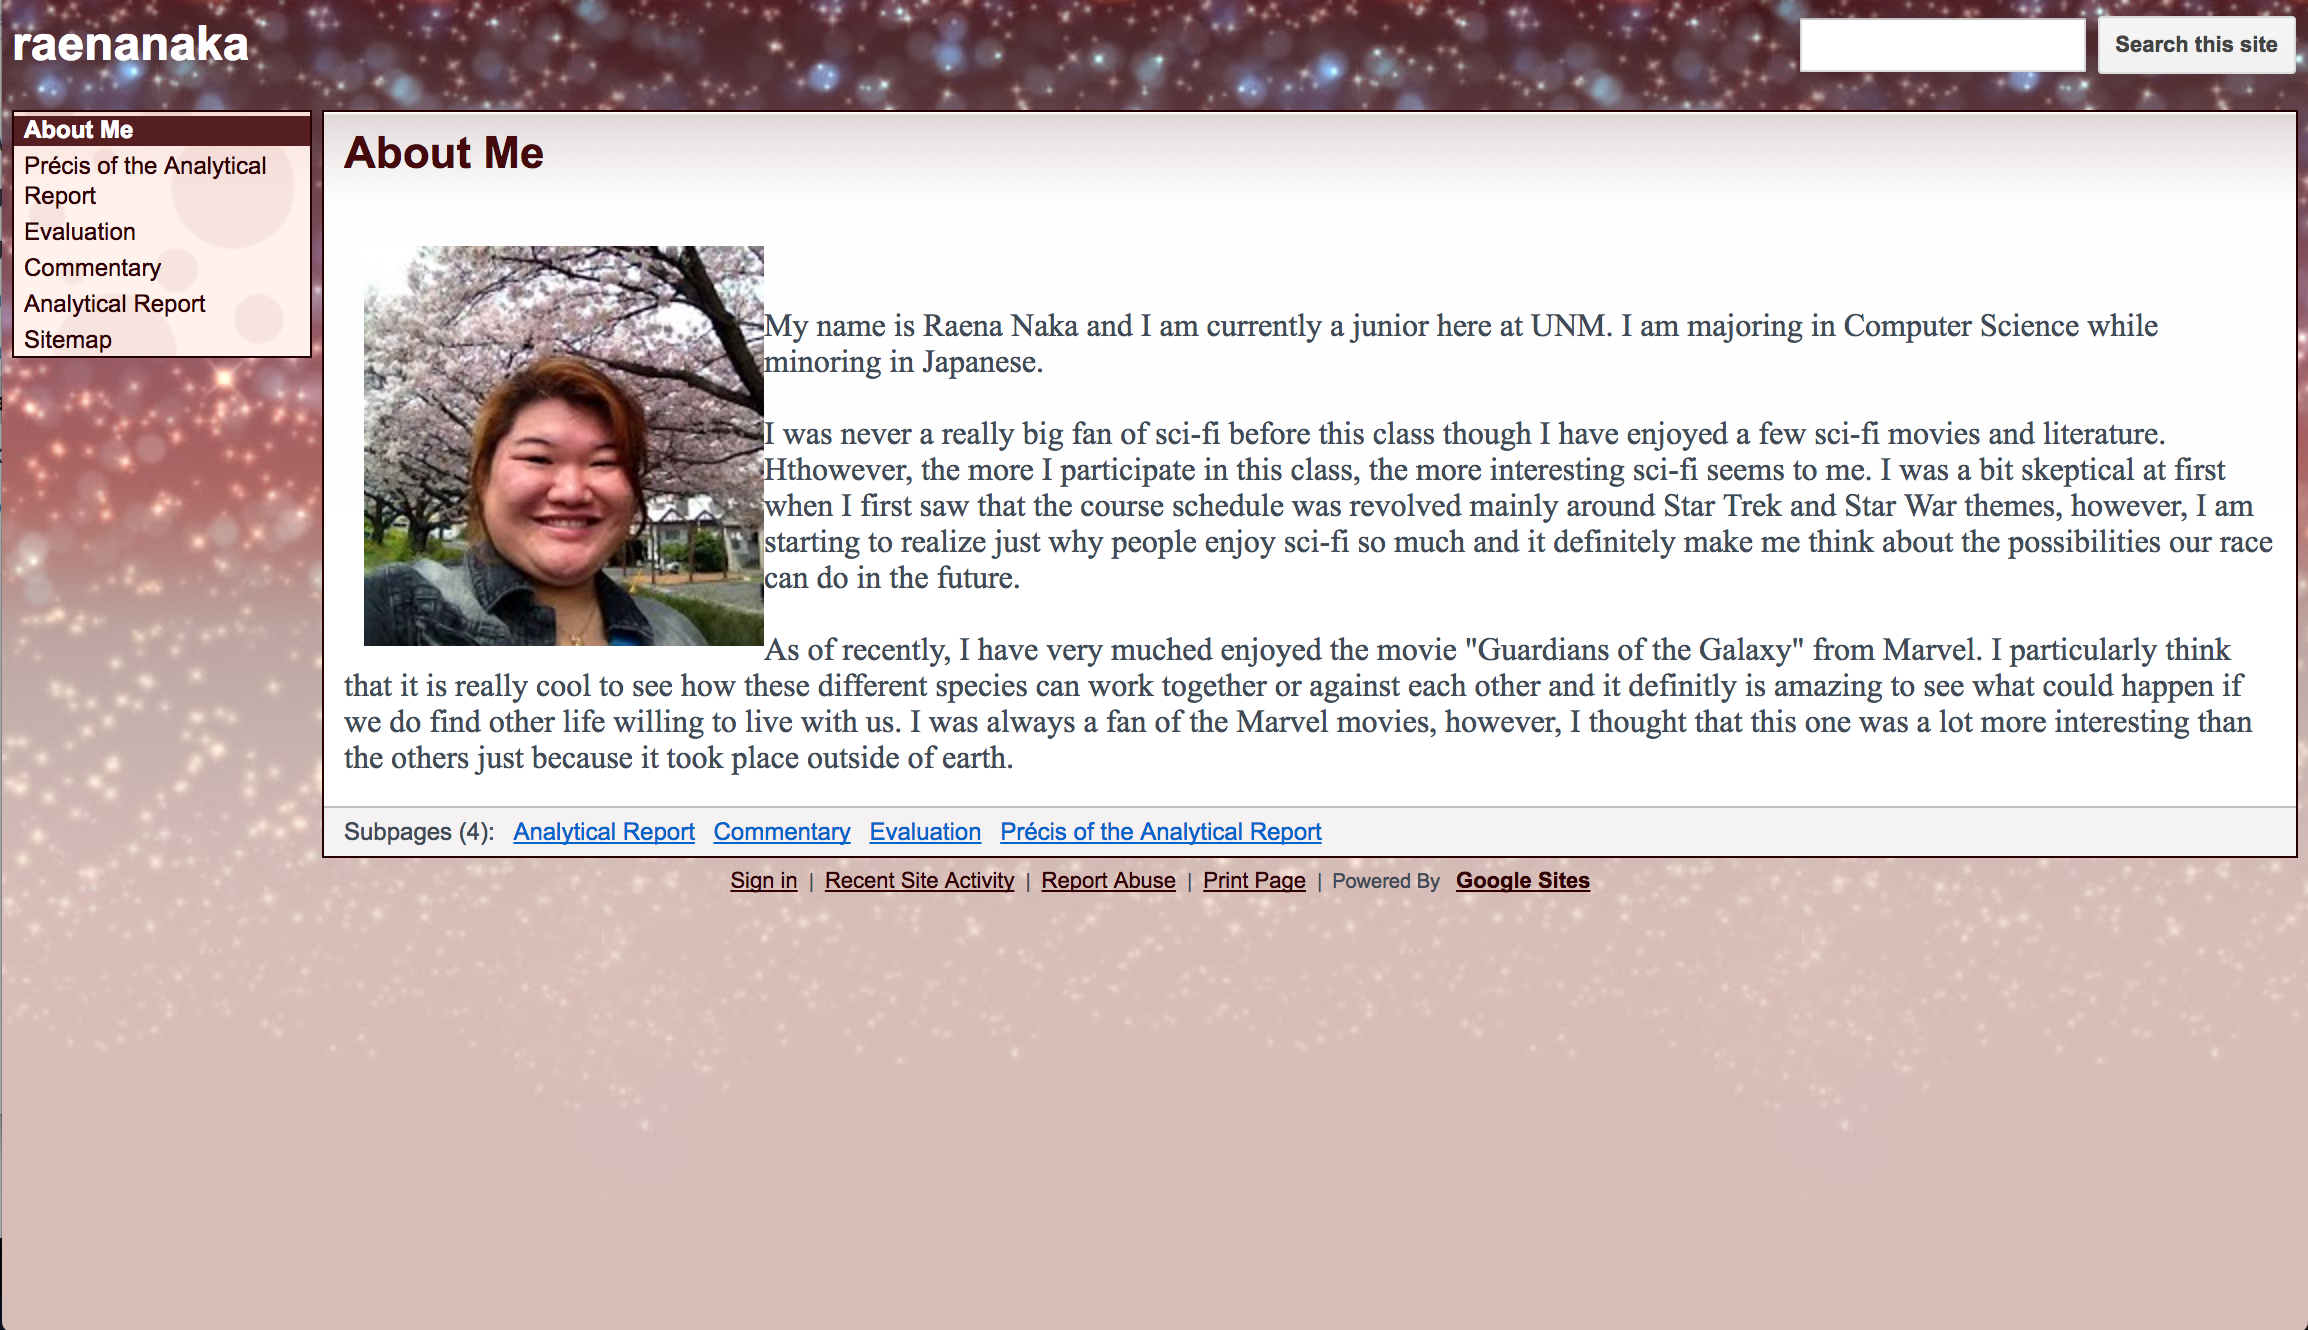 raenanaka
Search this site
About Me
Précis of the Analytical
Report
Evaluation
Commentary
Analytical Report
Sitemap
About Me
My name is Raena Naka and I am currently a junior here at UNM. I am majoring in Computer Science while
minoring in Japanese.
I was never a really big fan of sci-fi before this class though I have enjoyed a few sci-fi movies and literature.
Hthowever, the more I participate in this class, the more interesting sci-fi seems to me. I was a bit skeptical at first
when I first saw that the course schedule was revolved mainly around Star Trek and Star War themes, however, I am
starting to realize just why people enjoy sci-fi so much and it definitely make me think about the possibilities our race
can do in the future.
As of recently, I have very muched enjoyed the movie "Guardians of the Galaxy" from Marvel. I particularly think
that it is really cool to see how these different species can work together or against each other and it definitly is amazing to see what could happen if
we do find other life willing to live with us. I was always a fan of the Marvel movies, however, I thought that this one was a lot more interesting than
the others just because it took place outside of earth.
Subpages (4): Analytical Report Commentary Evaluation Précis of the Analytical Report
Sign in | Recent Site Activity | Report Abuse | Print Page | Powered By Google Sites